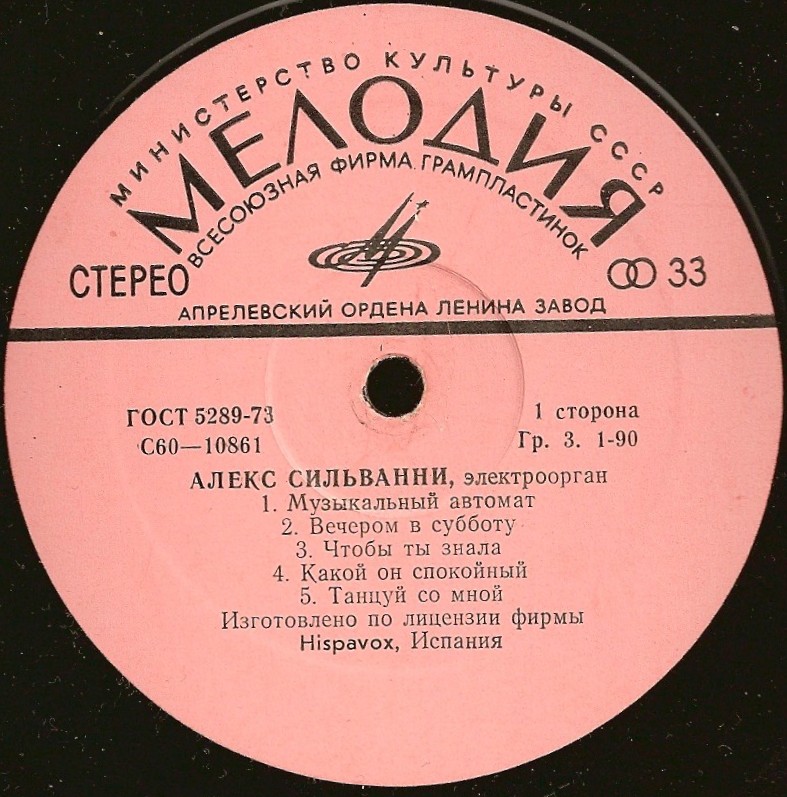 МИНИСТЕРСТВО КУЛЬТУРЫ СССР
МЕЛОДИЯ
ВСЕСОЮЗНАЯ ФИРМА ГРАМПЛАСТИНОК
СТЕРЕО
33
АПРЕЛЕВСКИЙ ОРДЕНА ЛЕНИНА ЗАВОД
ГОСТ 5289-73
1 сторона
С60—10861
Гр. 3. 1-90
АЛЕКС СИЛЬВАННИ, электроорган
1. Музыкальный автомат
2. Вечером в субботу
3. Чтобы ты знала
4. Какой он спокойный
5. Танцуй со мной
Изготовлено по лицензии фирмы
Hispavox, Испания